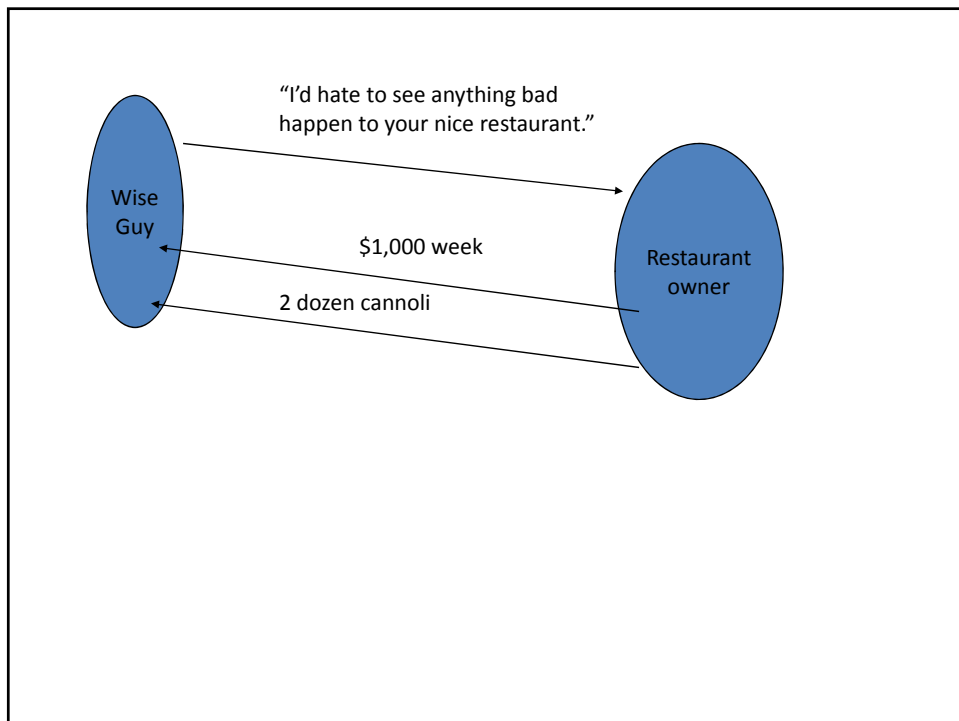 “I’d hate to see anything bad
happen to your nice restaurant.”
Wise
Guy
$1,000 week
Restaurant
owner
2 dozen cannoli